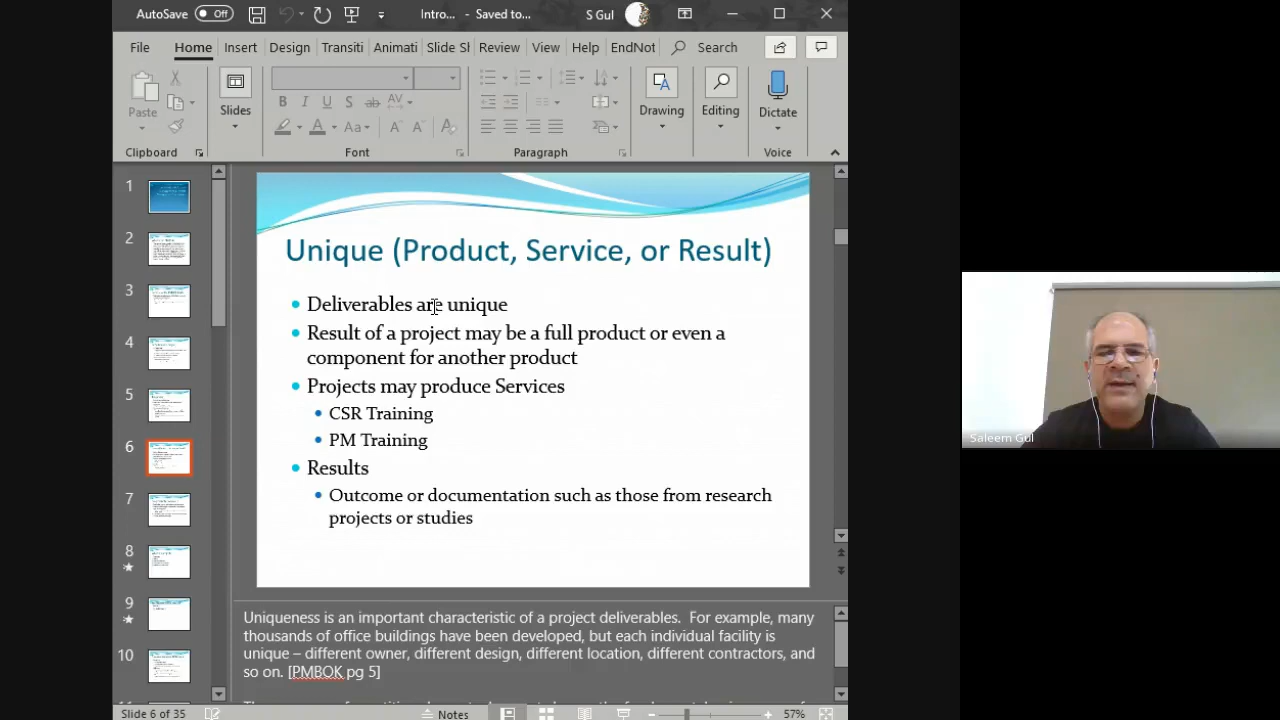 AutoSave Off Intro... - Saved to... S Gul
File Home Insert Design Transiti Animati Slide Sl Review View Help EndNot Search
Paste
Slides
B I U S ab AV
A Aa A A A
Drawing Editing Dictate
Clipboard Font Paragraph Voice
1
2
3
4
5
6
7
8
9
10
Unique (Product, Service, or Result)
• Deliverables are unique
• Result of a project may be a full product or even a
component for another product
• Projects may produce Services
• CSR Training
• PM Training
• Results
• Outcome or documentation such as those from research
projects or studies
Uniqueness is an important characteristic of a project deliverables. For example, many
thousands of office buildings have been developed, but each individual facility is
unique – different owner, different design, different location, different contractors, and
so on. [PMBOK pg 5]
Slide 6 of 35 Notes 57%
Saleem Gul